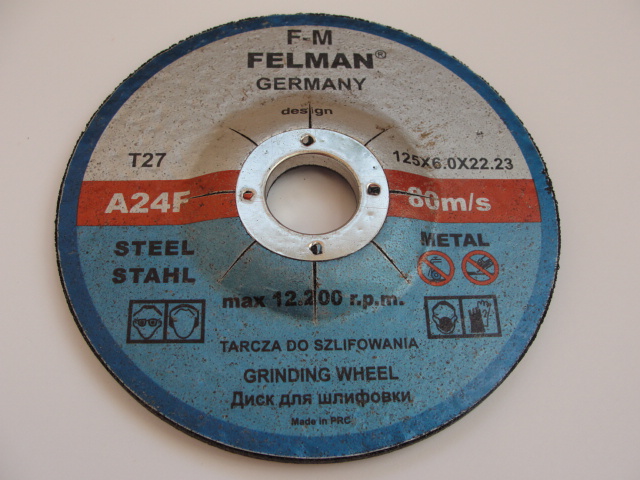 F-M
FELMAN®
GERMANY
design
T27
125X6.0X22.23
A24F
80m/s
STEEL
STAHL
METAL
max 12.200 r.p.m.
TARCZA DO SZLIFOWANIA
GRINDING WHEEL
Диск для шлифовки
Made in PRC